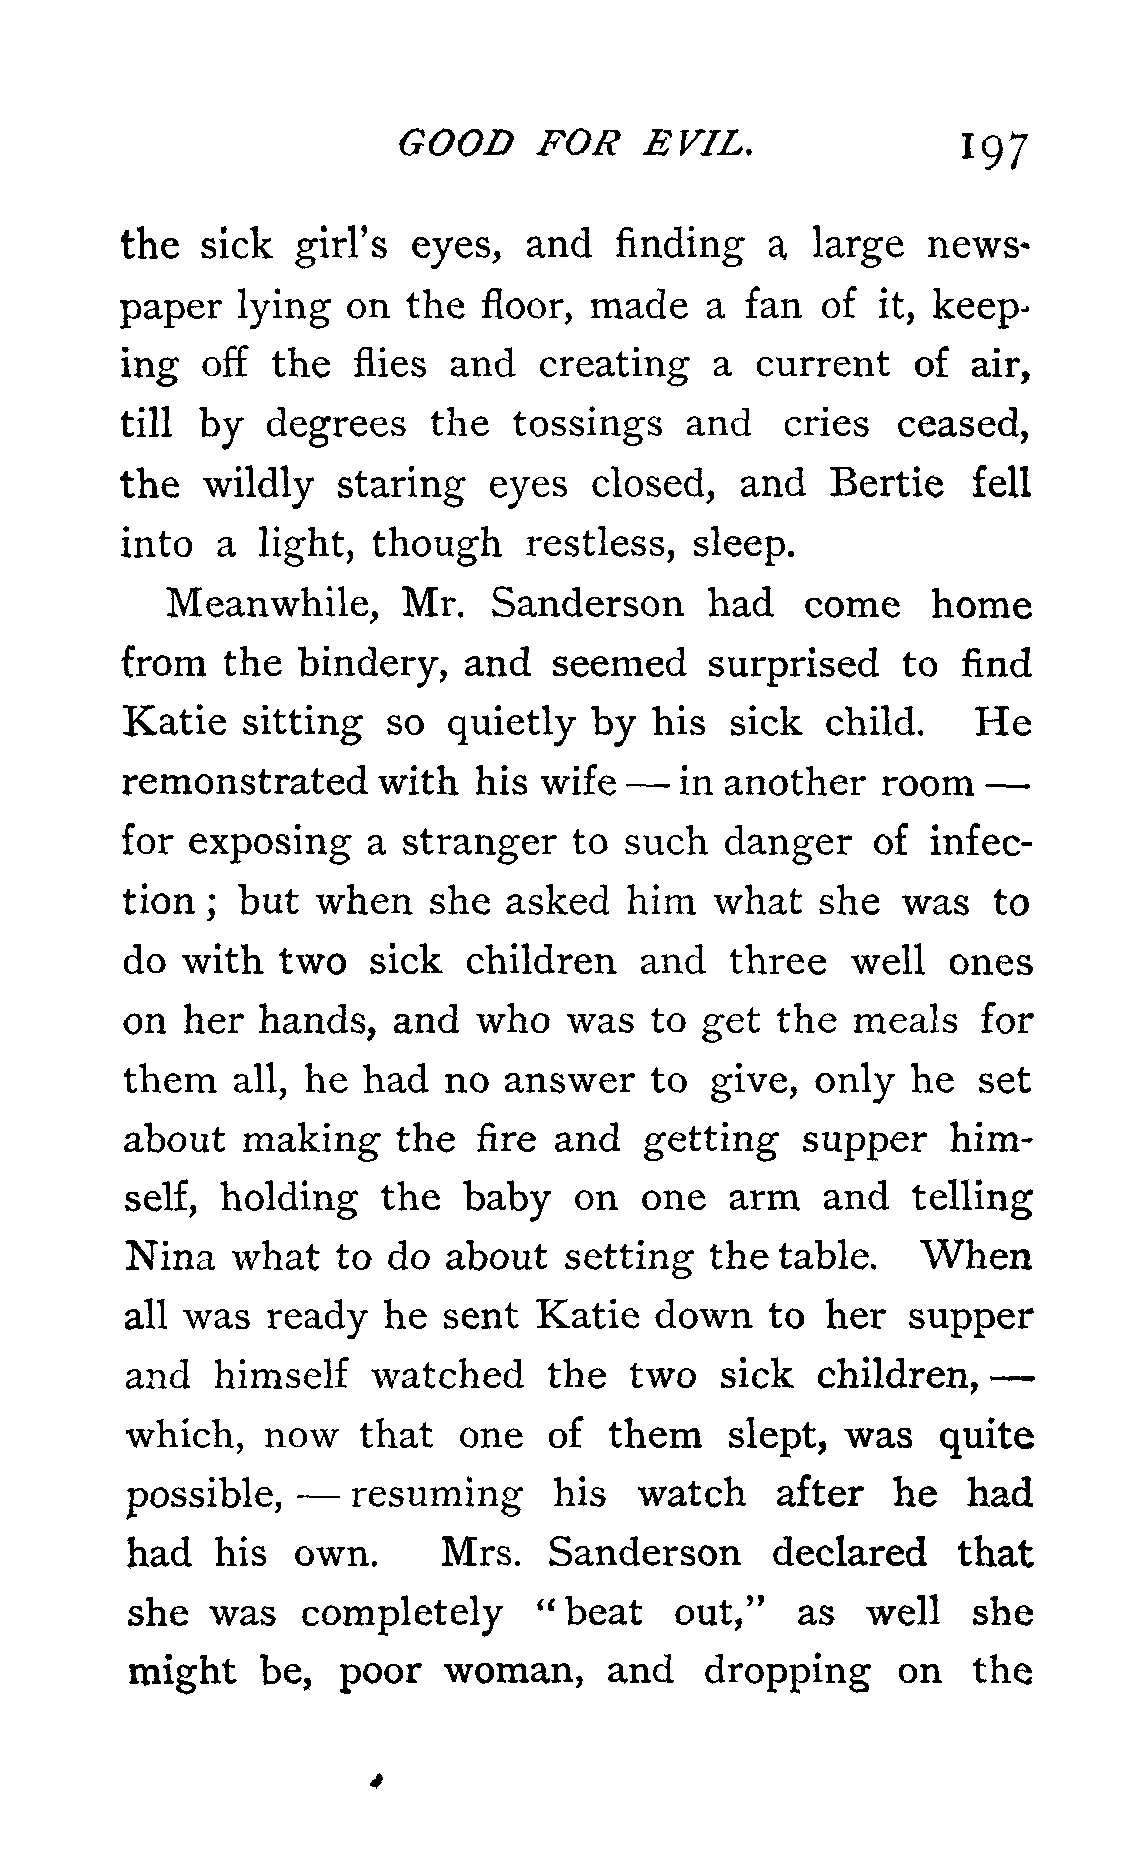 GOOD FOR EVIL. 197
the sick girl's eyes, and finding a large news-
paper lying on the floor, made a fan of it, keep-
ing off the flies and creating a current of air,
till by degrees the tossings and cries ceased,
the wildly staring eyes closed, and Bertie fell
into a light, though restless, sleep.
Meanwhile, Mr. Sanderson had come home
from the bindery, and seemed surprised to find
Katie sitting so quietly by his sick child. He
remonstrated with his wife — in another room —
for exposing a stranger to such danger of infec-
tion ; but when she asked him what she was to
do with two sick children and three well ones
on her hands, and who was to get the meals for
them all, he had no answer to give, only he set
about making the fire and getting supper him-
self, holding the baby on one arm and telling
Nina what to do about setting the table. When
all was ready he sent Katie down to her supper
and himself watched the two sick children, —
which, now that one of them slept, was quite
possible, — resuming his watch after he had
had his own. Mrs. Sanderson declared that
she was completely "beat out," as well she
might be, poor woman, and dropping on the